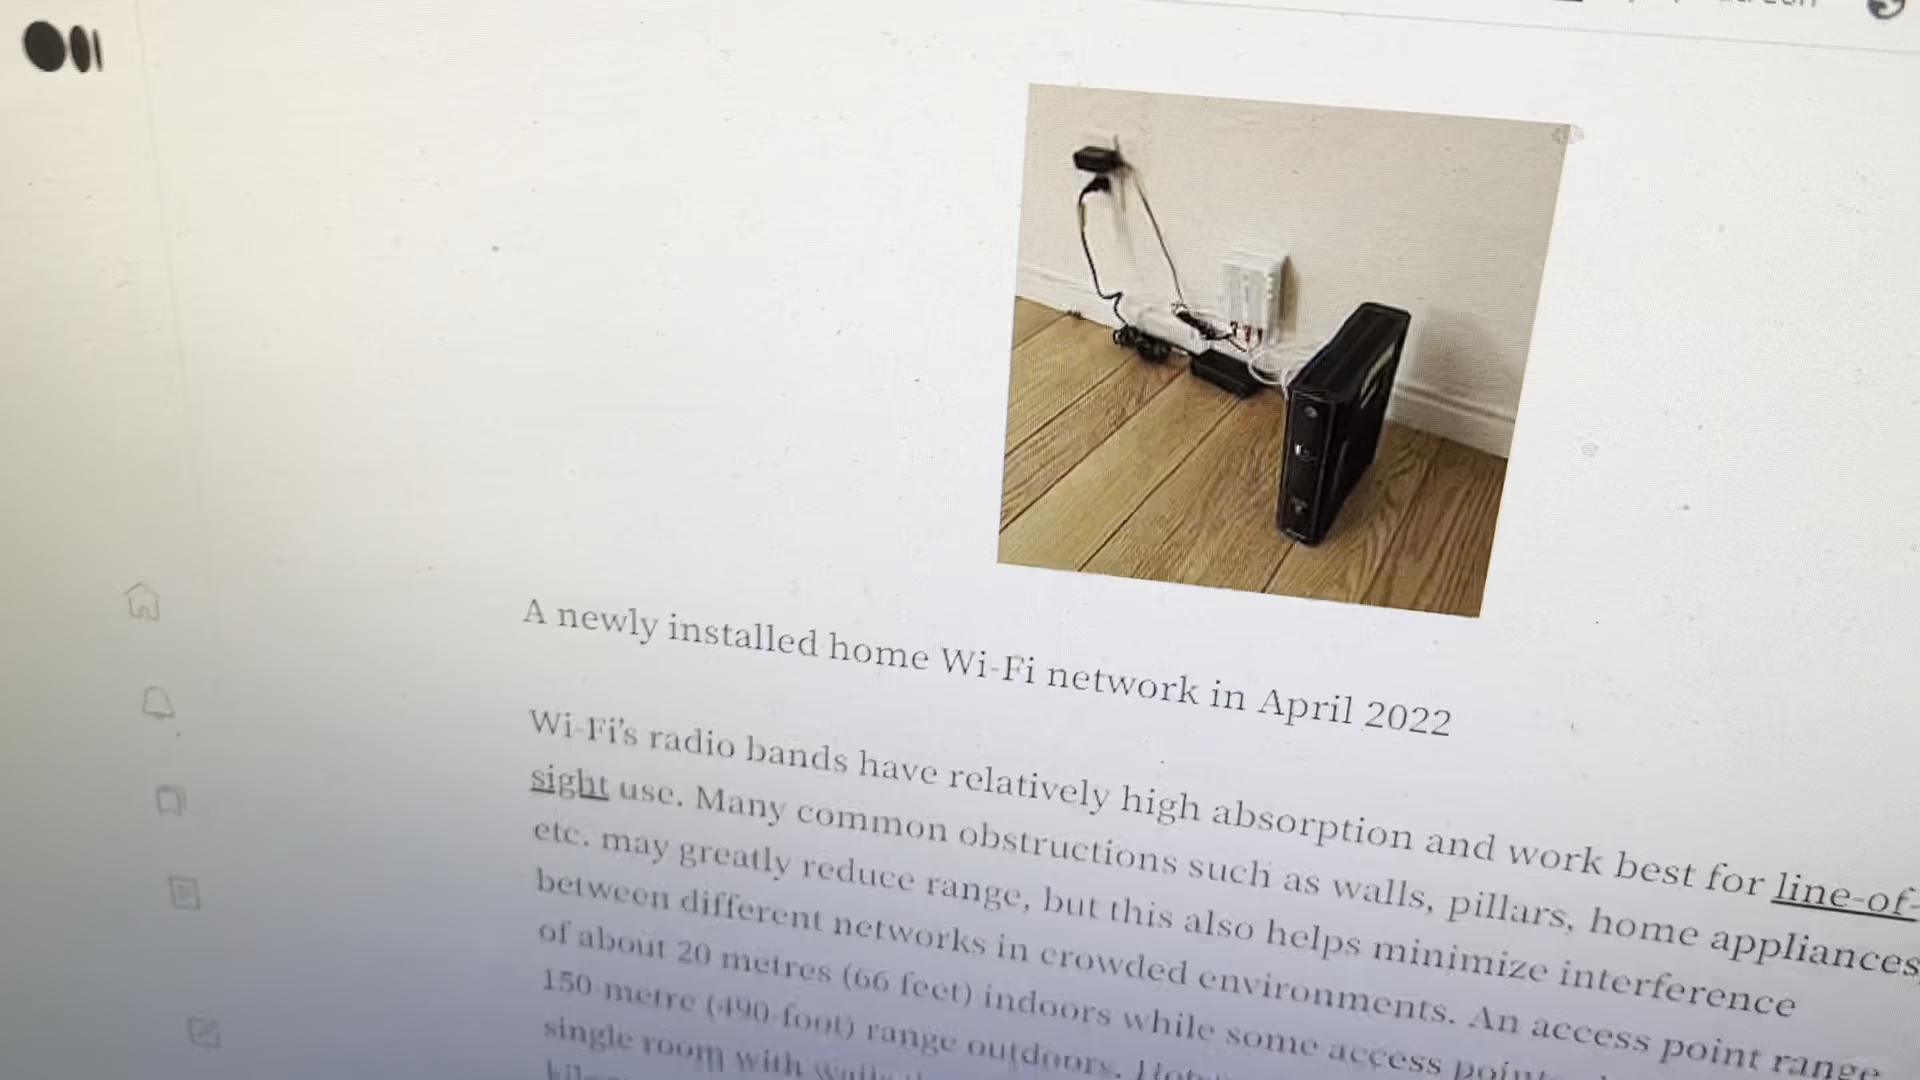 A newly installed home Wi-Fi network in April 2022
Wi-Fi's radio bands have relatively high absorption and work best for line-of-
sight use. Many common obstructions such as walls, pillars, home appliances,
etc. may greatly reduce range, but this also helps minimize interference
between different networks in crowded environments. An access point range
of about 20 metres (66 feet) indoors while some access points
150-metre (490-foot) range outdoors.
single room with walls